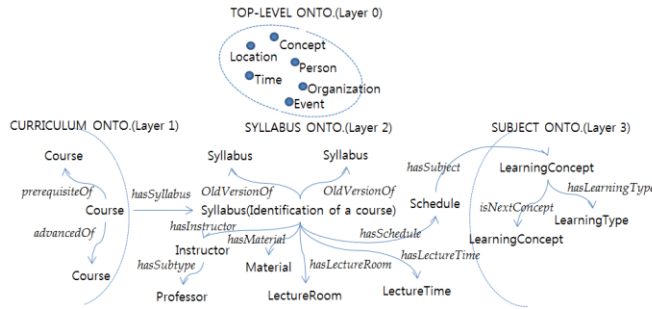 TOP-LEVEL ONTO.(Layer 0)
Concept
Location
Person
Time
Organization
Event
CURRICULUM ONTO.(Layer 1)
SYLLABUS ONTO.(Layer 2)
SUBJECT ONTO.(Layer 3)
Course
Syllabus
Syllabus
hasSubject
LearningConcept
prerequisiteOf
hasSyllabus
OldVersionOf
OldVersionOf
hasLearningType
Course
Syllabus(Identification of a course)
Schedule
isNextConcept
LearningType
advancedOf
hasInstructor
hasMaterial
hasSchedule
LearningConcept
Instructor
hasLectureTime
hasSubtype
Material
hasLectureRoom
Course
Professor
LectureRoom
LectureTime